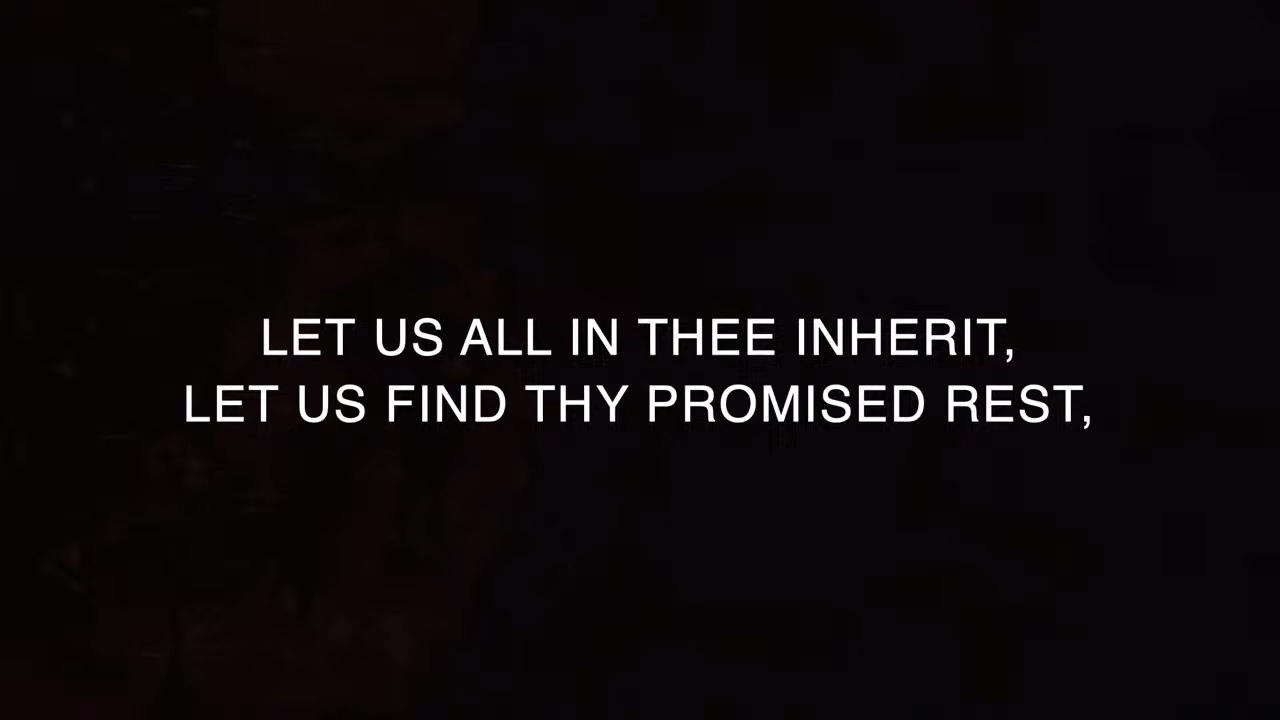 LET US ALL IN THEE INHERIT,
LET US FIND THY PROMISED REST,